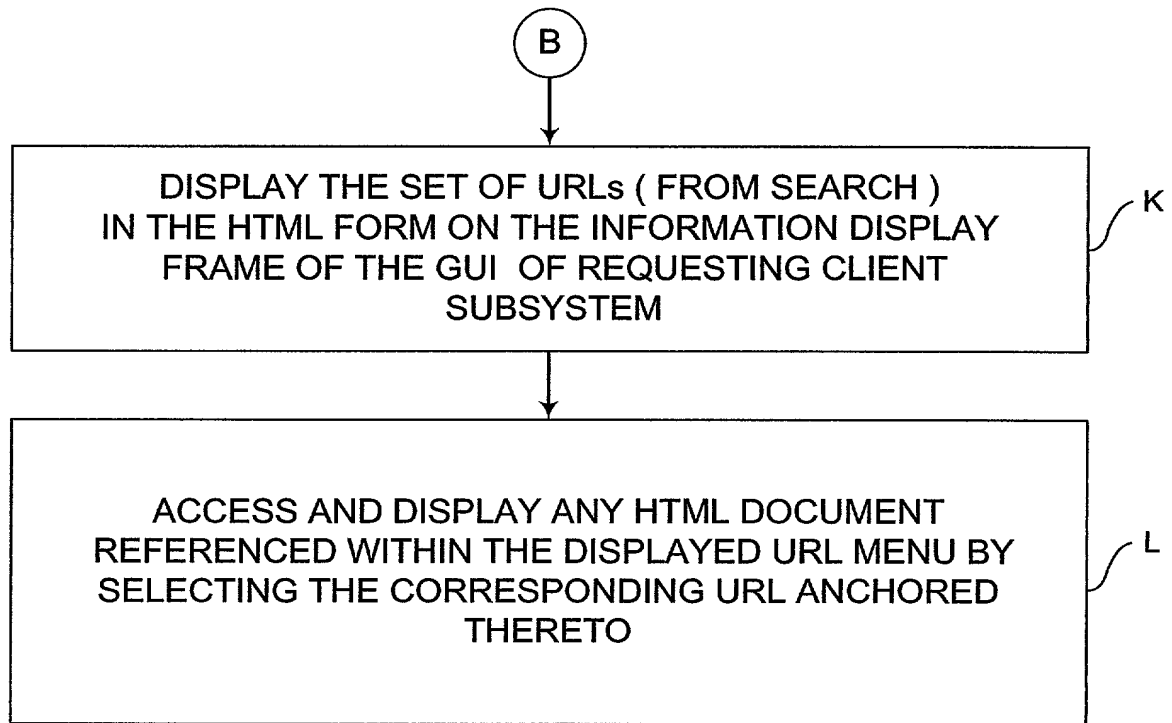 B
DISPLAY THE SET OF URLs ( FROM SEARCH )
IN THE HTML FORM ON THE INFORMATION DISPLAY
FRAME OF THE GUI OF REQUESTING CLIENT
SUBSYSTEM
K
ACCESS AND DISPLAY ANY HTML DOCUMENT
REFERENCED WITHIN THE DISPLAYED URL MENU BY
SELECTING THE CORRESPONDING URL ANCHORED
THERETO
L